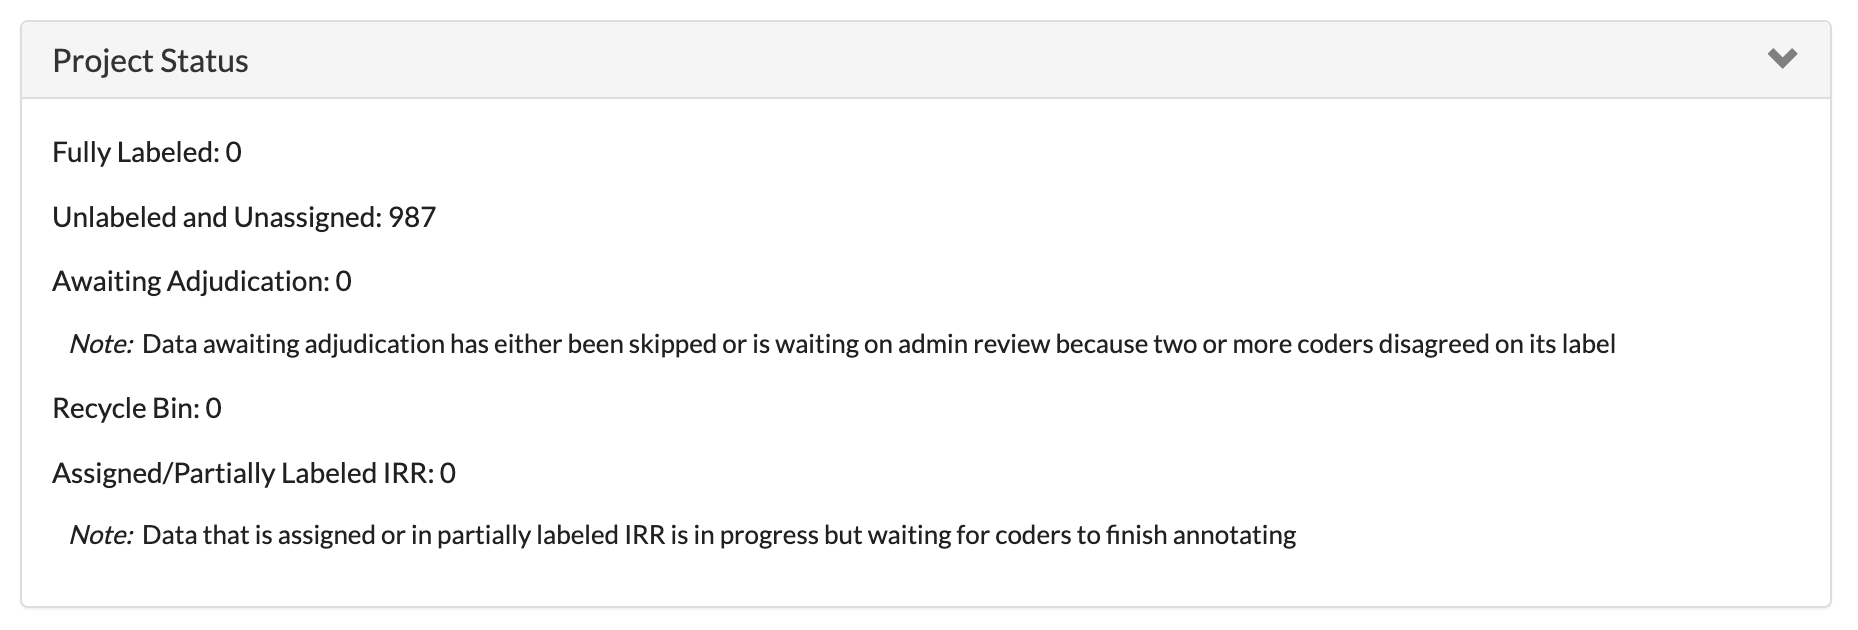 Project Status
Fully Labeled: 0
Unlabeled and Unassigned: 987
Awaiting Adjudication: 0
Note: Data awaiting adjudication has either been skipped or is waiting on admin review because two or more coders disagreed on its label
Recycle Bin: 0
Assigned/Partially Labeled IRR: 0
Note: Data that is assigned or in partially labeled IRR is in progress but waiting for coders to finish annotating